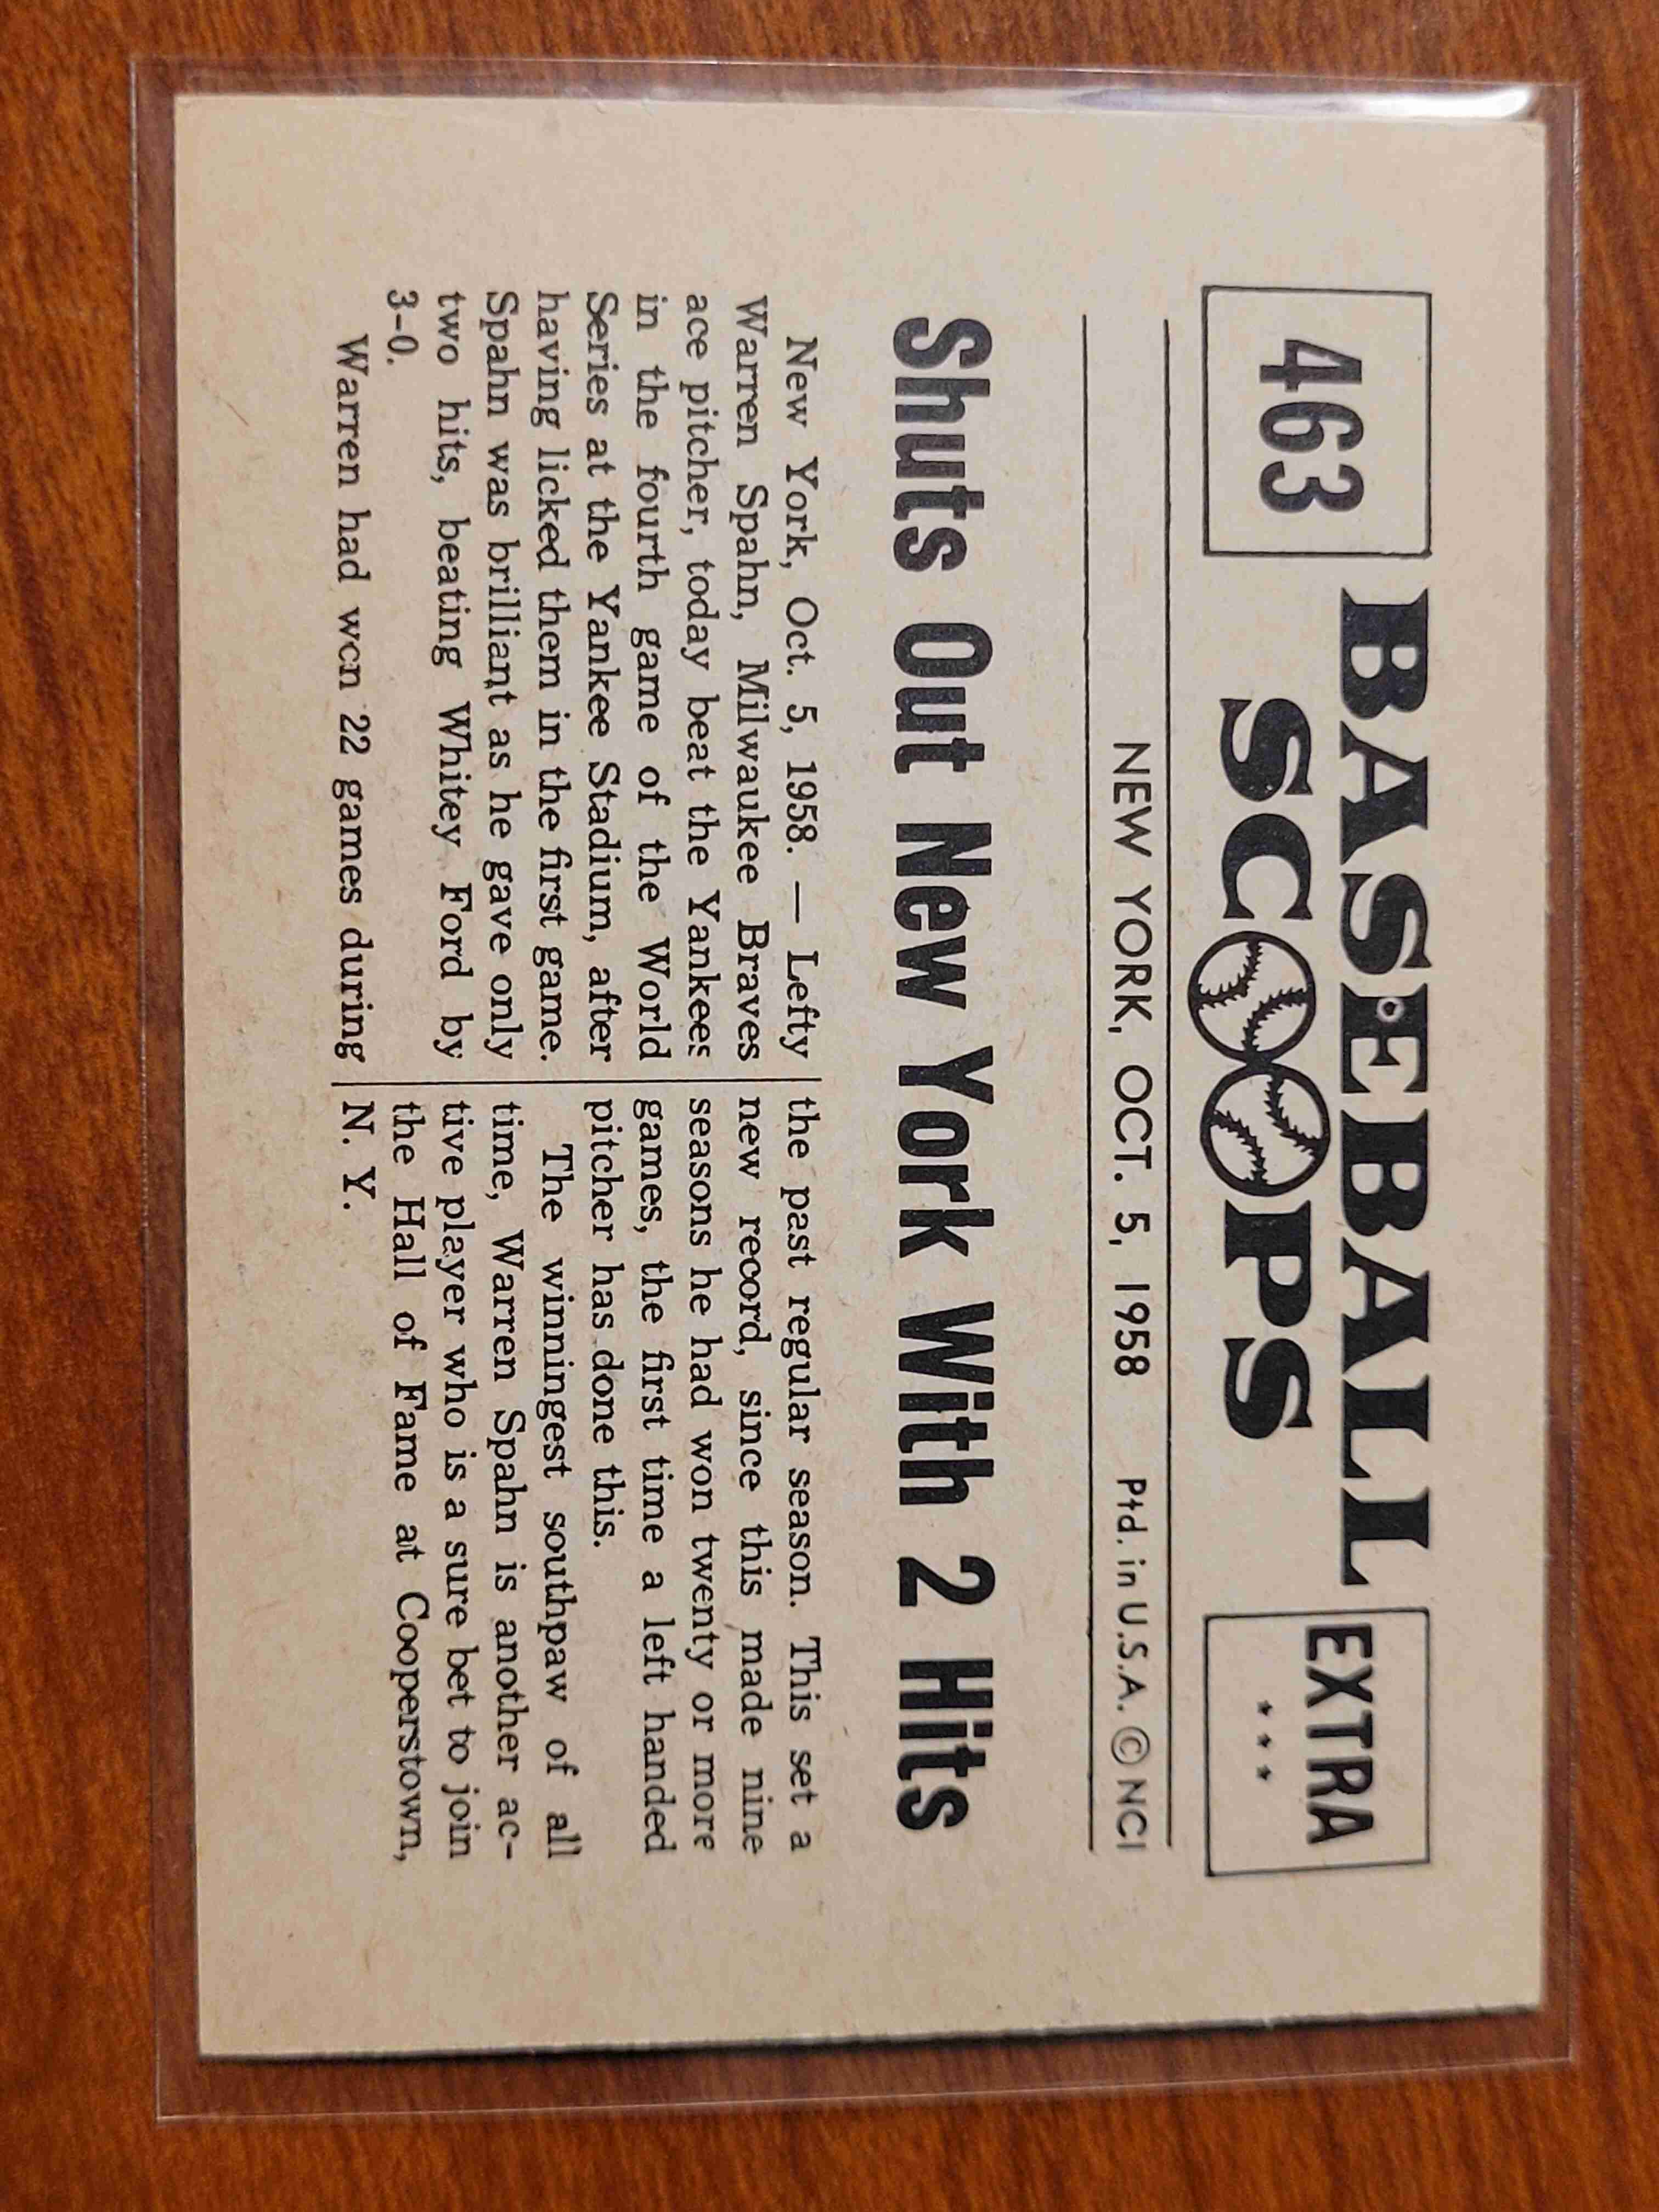 463
BASEBALL
SCOOPS
EXTRA
★ ★ ★
NEW YORK, OCT. 5, 1958 Ptd. in U.S.A. © NCI
Shuts Out New York With 2 Hits
New York, Oct. 5, 1958. — Lefty
Warren Spahn, Milwaukee Braves
ace pitcher, today beat the Yankees
in the fourth game of the World
Series at the Yankee Stadium, after
having licked them in the first game.
Spahn was brilliant as he gave only
two hits, beating Whitey Ford by
3-0.
Warren had won 22 games during
the past regular season. This set a
new record, since this made nine
seasons he had won twenty or more
games, the first time a left handed
pitcher has done this.
The winningest southpaw of all
time, Warren Spahn is another ac-
tive player who is a sure bet to join
the Hall of Fame at Cooperstown,
N. Y.